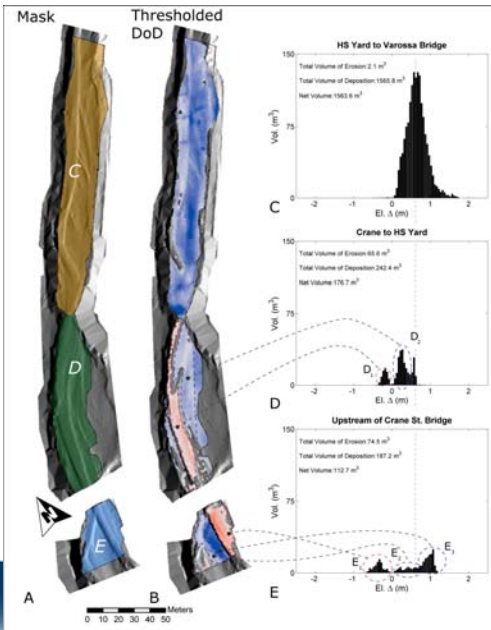 Mask
Thresholded
DoD
C
D
E
N
A
B
0 10 20 30 40 50
Meters
HS Yard to Varossa Bridge
Total Volume of Erosion:2.1 m³
Total Volume of Deposition:1565.8 m³
Net Volume:1563.6 m³
Vol. (m³)
150
75
0
-2 -1 0 1 2
El. Δ (m)
C
Crane to HS Yard
Total Volume of Erosion:65.6 m³
Total Volume of Deposition:242.4 m³
Net Volume:176.7 m³
Vol. (m³)
150
75
0
D₁
D₂
-2 -1 0 1 2
El. Δ (m)
D
Upstream of Crane St. Bridge
Total Volume of Erosion:74.5 m³
Total Volume of Deposition:187.2 m³
Net Volume:112.7 m³
Vol. (m³)
150
75
0
E
E
E₃
-2 -1 0 1 2
El. Δ (m)
E